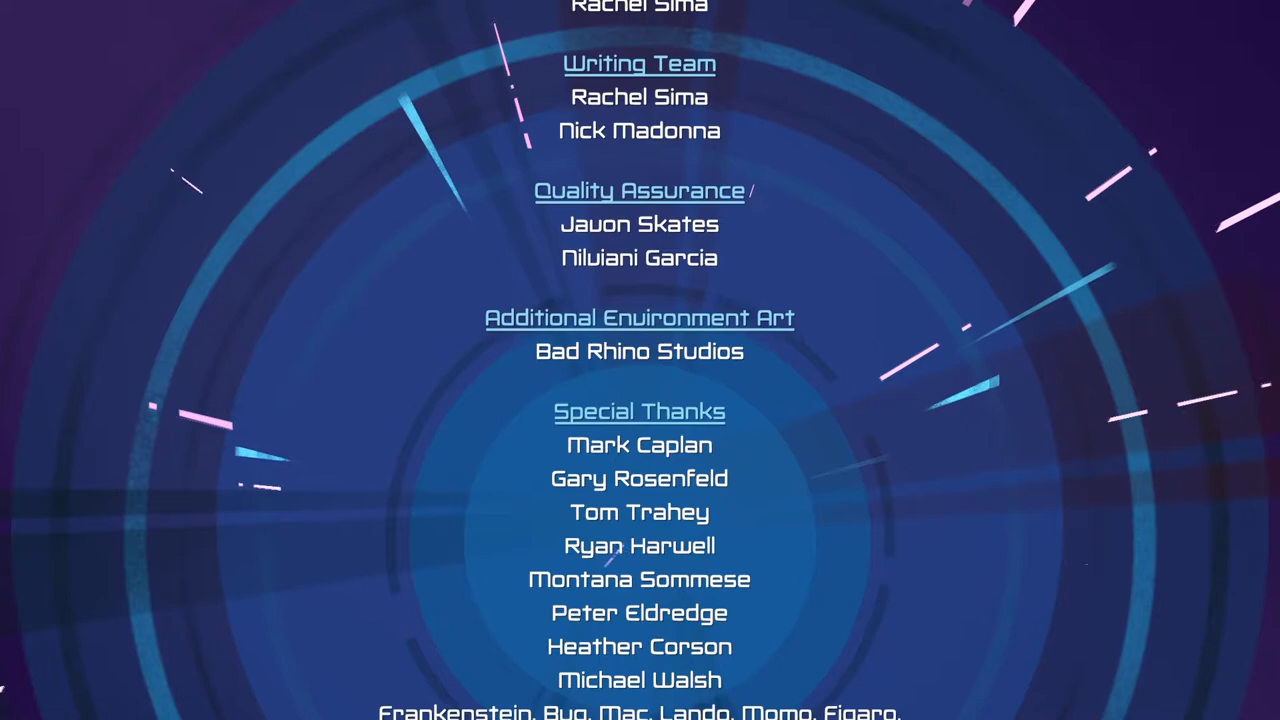 Rachel Sima
Writing Team
Rachel Sima
Nick Madonna
Quality Assurance
Javon Skates
Nilviani Garcia
Additional Environment Art
Bad Rhino Studios
Special Thanks
Mark Caplan
Gary Rosenfeld
Tom Trahey
Ryan Harwell
Montana Sommese
Peter Eldredge
Heather Corson
Michael Walsh
Frankenstein, Bug, Mac, Lando, Momo, Figaro,